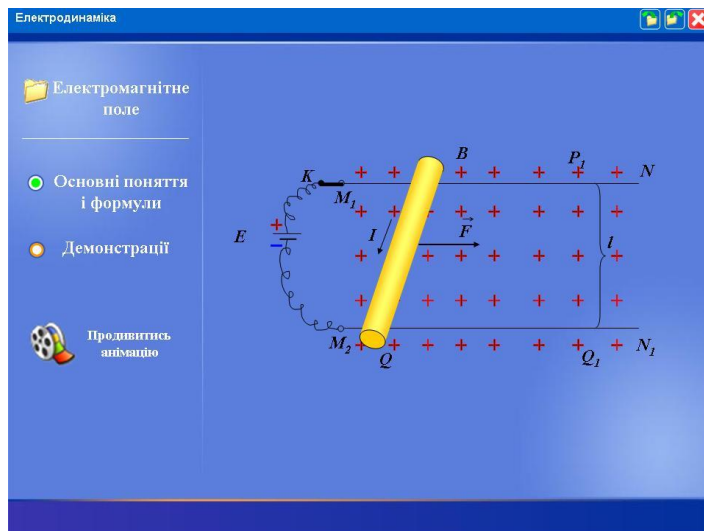 Електродинаміка
Електромагнітне
поле
Основні поняття
і формули
Демонстрації
Продивитись
анімацію
B
P1
N
K
M1
E
I
F
l
M2
Q
Q1
N1